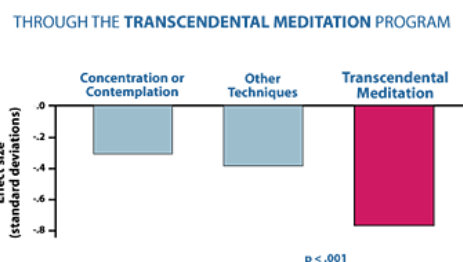 THROUGH THE TRANSCENDENTAL MEDITATION PROGRAM
Concentration or
Contemplation
Other
Techniques
Transcendental
Meditation
.0
-.2
-.4
-.6
-.8
(standard deviations)
p < .001